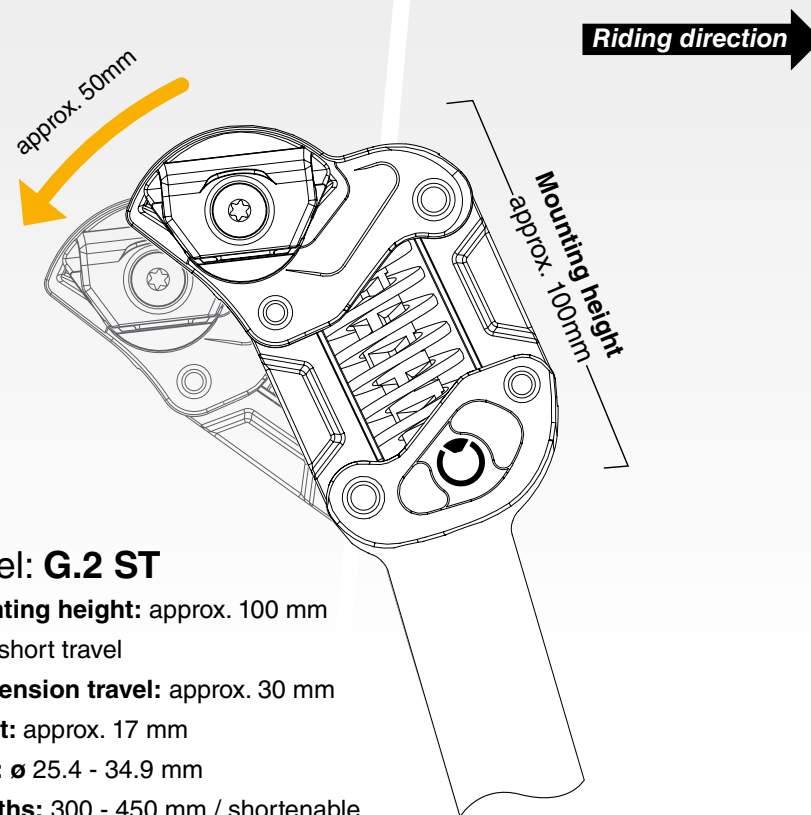 Riding direction
approx. 50mm
Mounting height
approx. 100mm
el: G.2 ST
nting height: approx. 100 mm
short travel
ension travel: approx. 30 mm
t: approx. 17 mm
: ø 25.4 - 34.9 mm
ths: 300 - 450 mm / shortenable